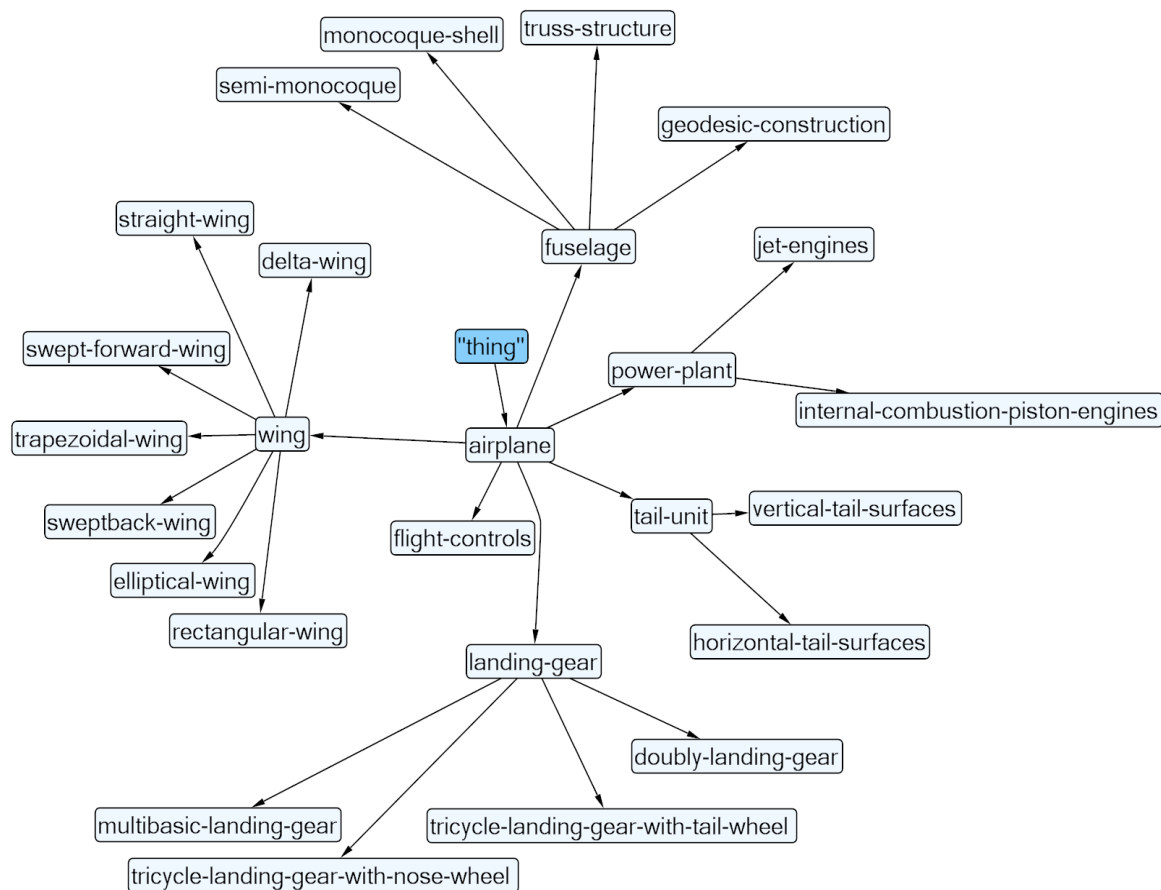 truss-structure
monocoque-shell
semi-monocoque
geodesic-construction
straight-wing
fuselage
jet-engines
delta-wing
"thing"
swept-forward-wing
power-plant
internal-combustion-piston-engines
wing
trapezoidal-wing
airplane
vertical-tail-surfaces
tail-unit
sweptback-wing
flight-controls
elliptical-wing
rectangular-wing
horizontal-tail-surfaces
landing-gear
doubly-landing-gear
multibasic-landing-gear
tricycle-landing-gear-with-tail-wheel
tricycle-landing-gear-with-nose-wheel